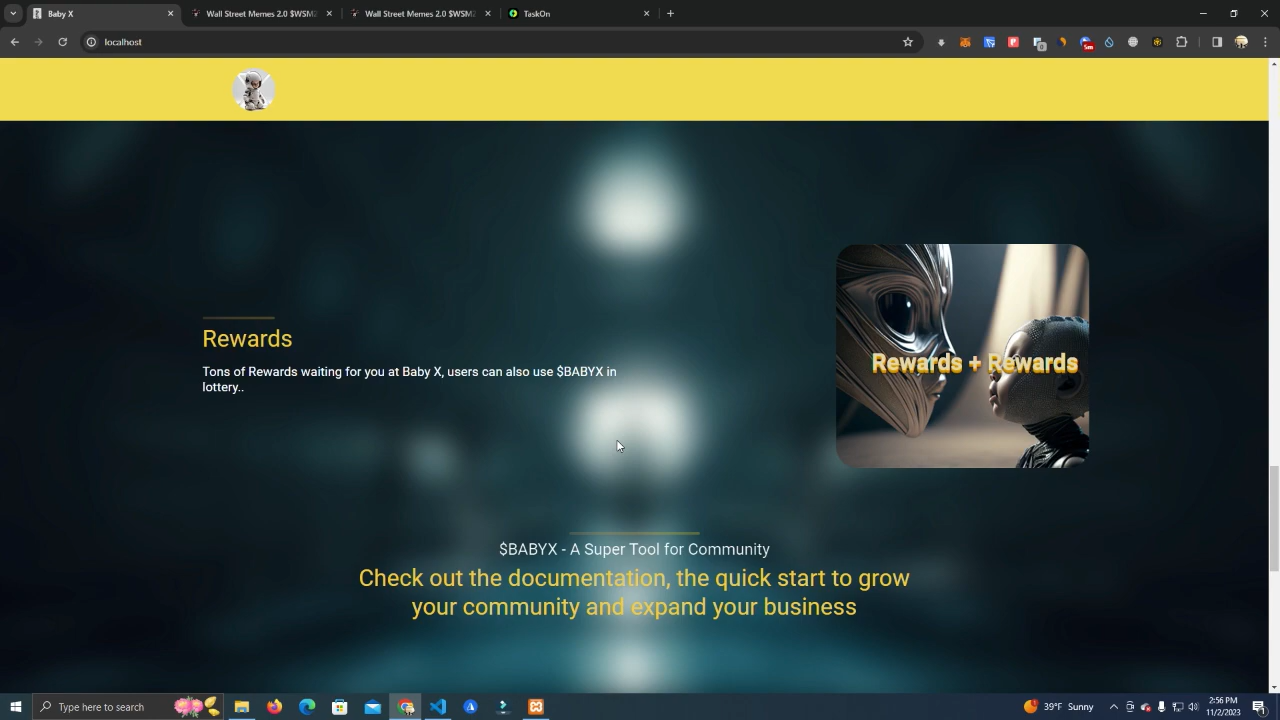 Baby X
Wall Street Memes 2.0 $WSM2
Wall Street Memes 2.0 $WSM2
TaskOn
localhost
5m
Rewards
Tons of Rewards waiting for you at Baby X, users can also use $BABYX in
lottery..
Rewards + Rewards
$BABYX - A Super Tool for Community
Check out the documentation, the quick start to grow
your community and expand your business
Type here to search
39°F Sunny
2:56 PM
11/2/2023